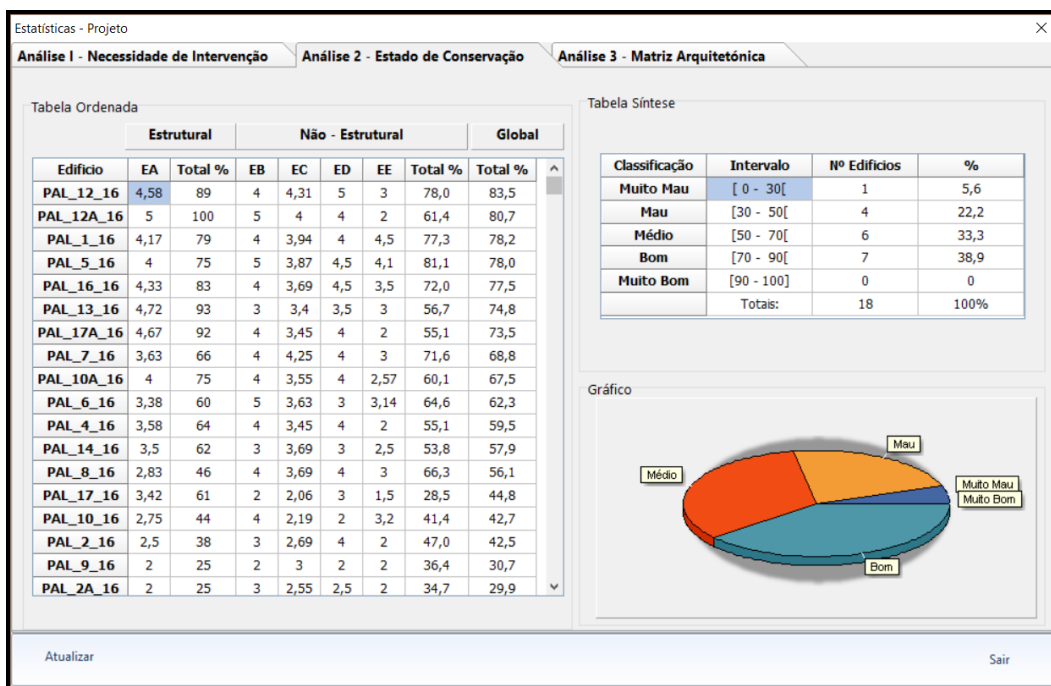 Estatísticas - Projeto
Análise I - Necessidade de Intervenção Análise 2 - Estado de Conservação Análise 3 - Matriz Arquitetónica
Tabela Ordenada
Estrutural Não - Estrutural Global
Edificio EA Total % EB EC ED EE Total % Total %
PAL_12_16 4,58 89 4 4,31 5 3 78,0 83,5
PAL_12A_16 5 100 5 4 4 2 61,4 80,7
PAL_1_16 4,17 79 4 3,94 4 4,5 77,3 78,2
PAL_5_16 4 75 5 3,87 4,5 4,1 81,1 78,0
PAL_16_16 4,33 83 4 3,69 4,5 3,5 72,0 77,5
PAL_13_16 4,72 93 3 3,4 3,5 3 56,7 74,8
PAL_17A_16 4,67 92 4 3,45 4 2 55,1 73,5
PAL_7_16 3,63 66 4 4,25 4 3 71,6 68,8
PAL_10A_16 4 75 4 3,55 4 2,57 60,1 67,5
PAL_6_16 3,38 60 5 3,63 3 3,14 64,6 62,3
PAL_4_16 3,58 64 4 3,45 4 2 55,1 59,5
PAL_14_16 3,5 62 3 3,69 3 2,5 53,8 57,9
PAL_8_16 2,83 46 4 3,69 4 3 66,3 56,1
PAL_17_16 3,42 61 2 2,06 3 1,5 28,5 44,8
PAL_10_16 2,75 44 4 2,19 2 3,2 41,4 42,7
PAL_2_16 2,5 38 3 2,69 4 2 47,0 42,5
PAL_9_16 2 25 2 3 2 2 36,4 30,7
PAL_2A_16 2 25 3 2,55 2,5 2 34,7 29,9
Tabela Síntese
Classificação Intervalo Nº Edificios %
Muito Mau [ 0 - 30[ 1 5,6
Mau [30 - 50[ 4 22,2
Médio [50 - 70[ 6 33,3
Bom [70 - 90[ 7 38,9
Muito Bom [90 - 100] 0 0
Totais: 18 100%
Gráfico
Mau
Médio
Muito Mau
Muito Bom
Bom
Atualizar Sair